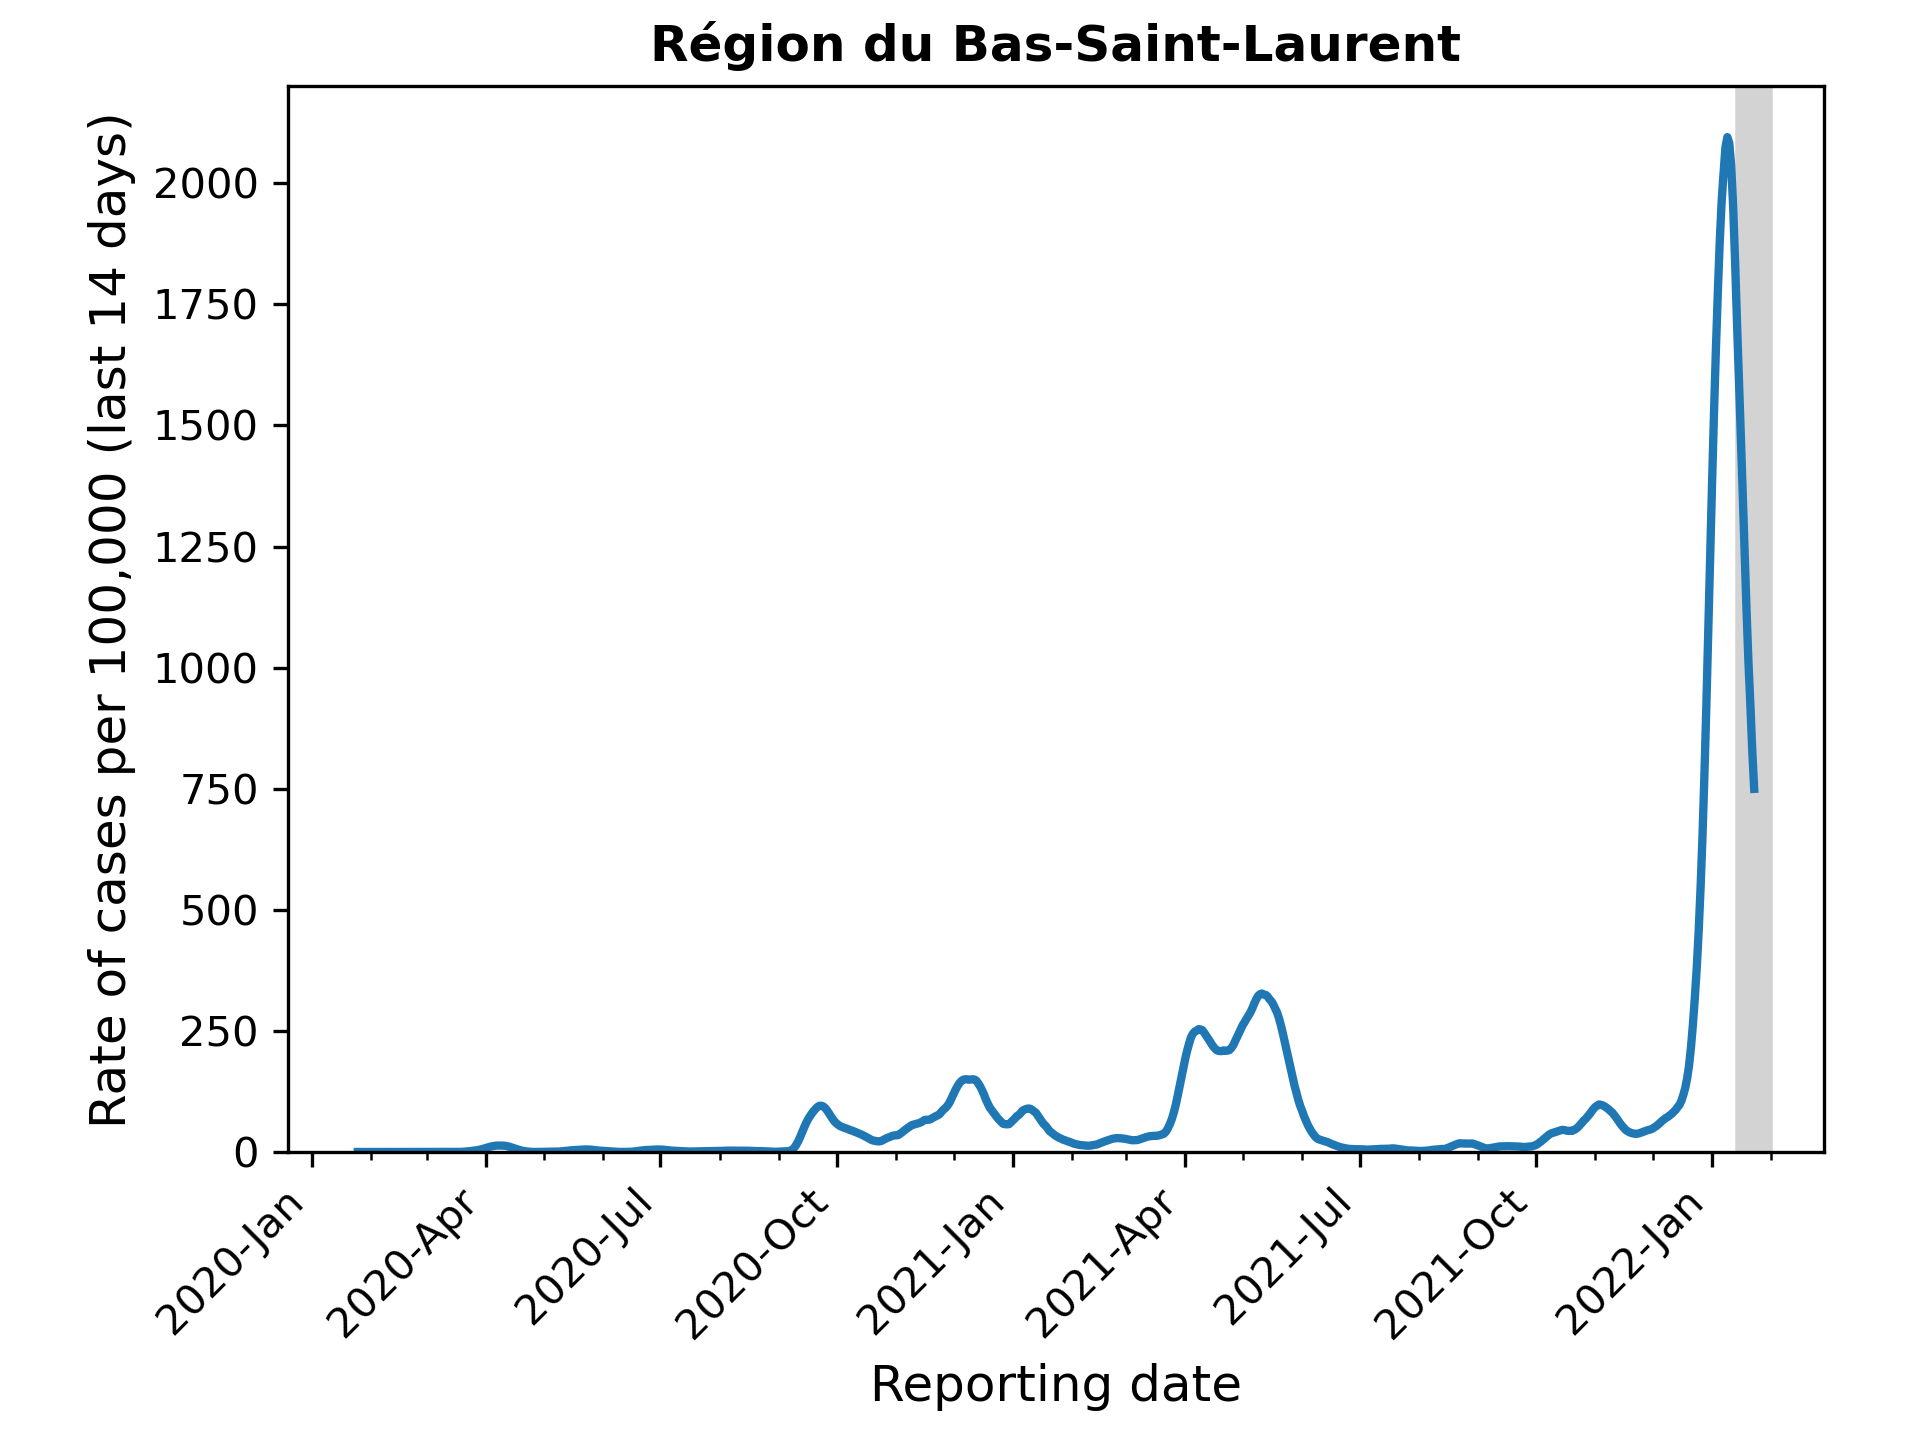 Région du Bas-Saint-Laurent
Rate of cases per 100,000 (last 14 days)
2000
1750
1500
1250
1000
750
500
250
0
2020-Jan
2020-Apr
2020-Jul
2020-Oct
2021-Jan
2021-Apr
2021-Jul
2021-Oct
2022-Jan
Reporting date